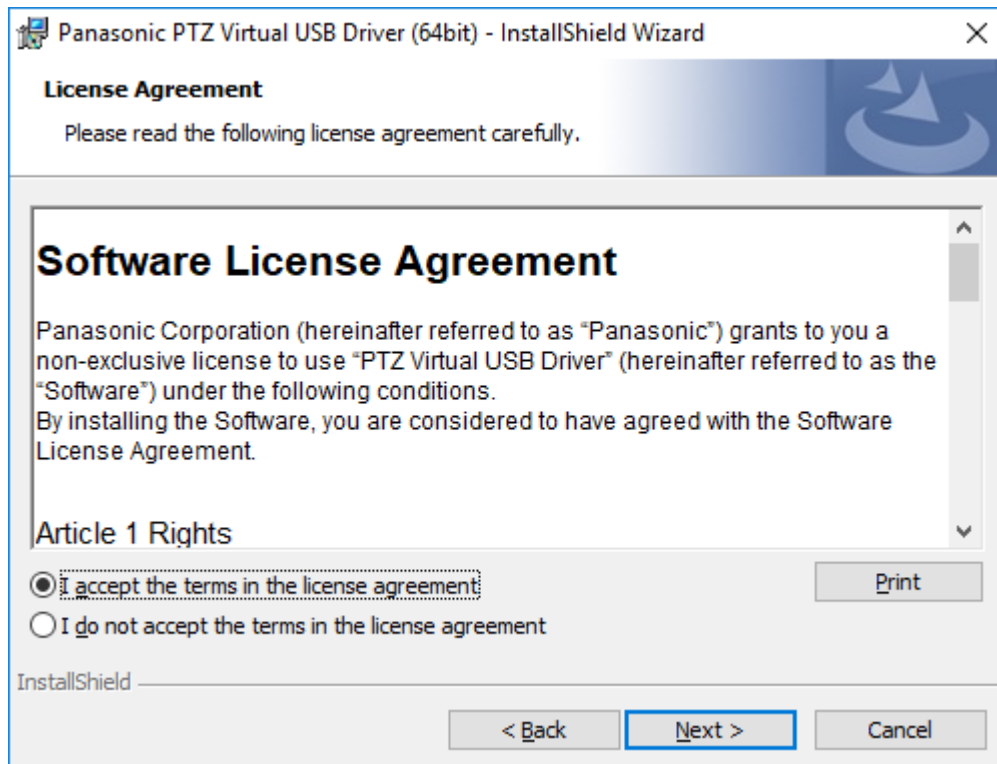 Panasonic PTZ Virtual USB Driver (64bit) - InstallShield Wizard
License Agreement
Please read the following license agreement carefully.
Software License Agreement
Panasonic Corporation (hereinafter referred to as “Panasonic”) grants to you a
non-exclusive license to use “PTZ Virtual USB Driver” (hereinafter referred to as the
“Software”) under the following conditions.
By installing the Software, you are considered to have agreed with the Software
License Agreement.
Article 1 Rights
I accept the terms in the license agreement
Print
I do not accept the terms in the license agreement
InstallShield
< Back
Next >
Cancel